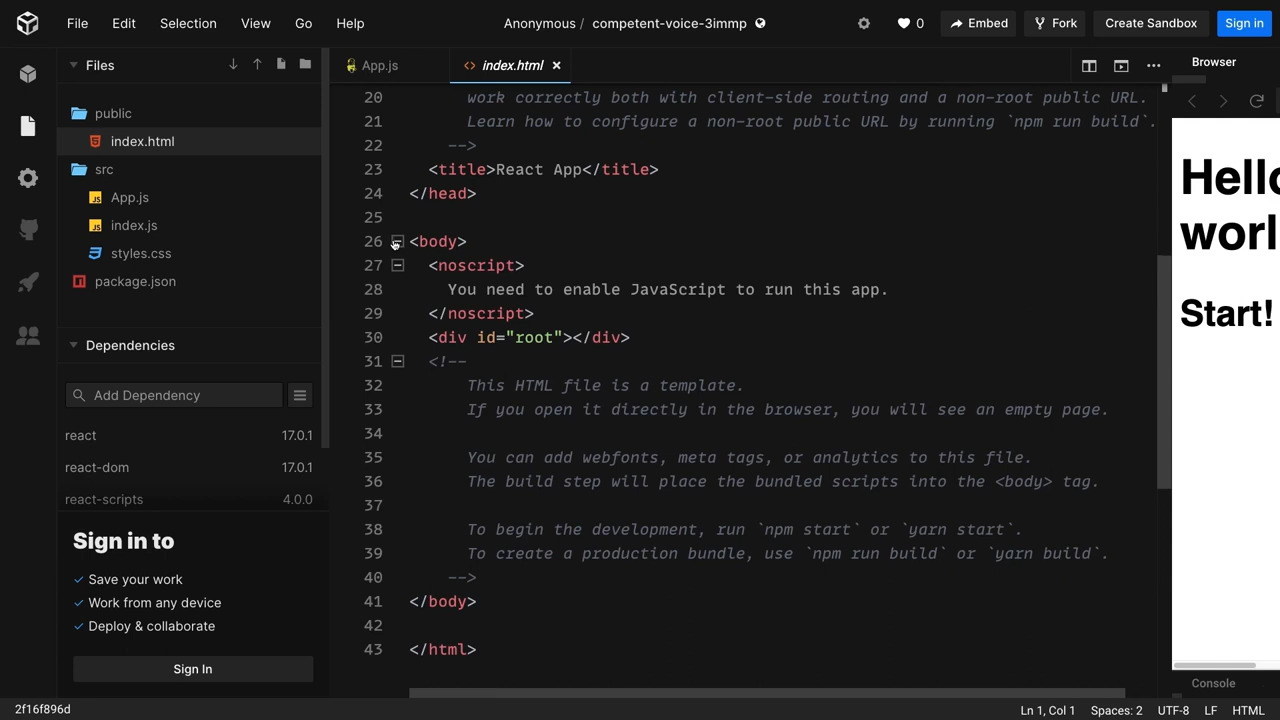 File Edit Selection View Go Help
Anonymous / competent-voice-3immp
0
Embed
Fork
Create Sandbox
Sign in
Files
public
index.html
src
App.js
index.js
styles.css
package.json
Dependencies
Add Dependency
react 17.0.1
react-dom 17.0.1
react-scripts 4.0.0
Sign in to
Save your work
Work from any device
Deploy & collaborate
Sign In
App.js
index.html
20 work correctly both with client-side routing and a non-root public URL.
21 Learn how to configure a non-root public URL by running `npm run build`.
22 -->
23 <title>React App</title>
24 </head>
25
26 <body>
27 <noscript>
28 You need to enable JavaScript to run this app.
29 </noscript>
30 <div id="root"></div>
31 <!--
32 This HTML file is a template.
33 If you open it directly in the browser, you will see an empty page.
34
35 You can add webfonts, meta tags, or analytics to this file.
36 The build step will place the bundled scripts into the <body> tag.
37
38 To begin the development, run `npm start` or `yarn start`.
39 To create a production bundle, use `npm run build` or `yarn build`.
40 -->
41 </body>
42
43 </html>
Browser
Hello
worl
Start!
Console
2f16f896d
Ln 1, Col 1 Spaces: 2 UTF-8 LF HTML